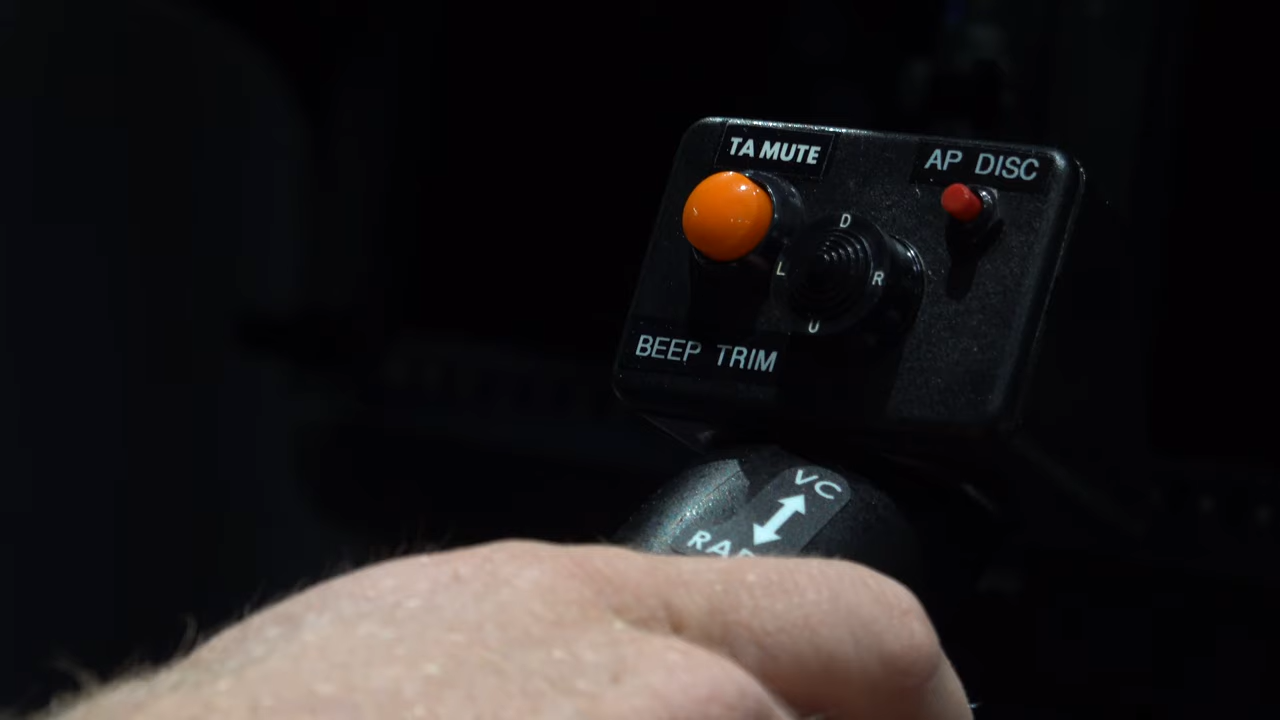 TA MUTE
AP DISC
D
L
R
U
BEEP TRIM
VC